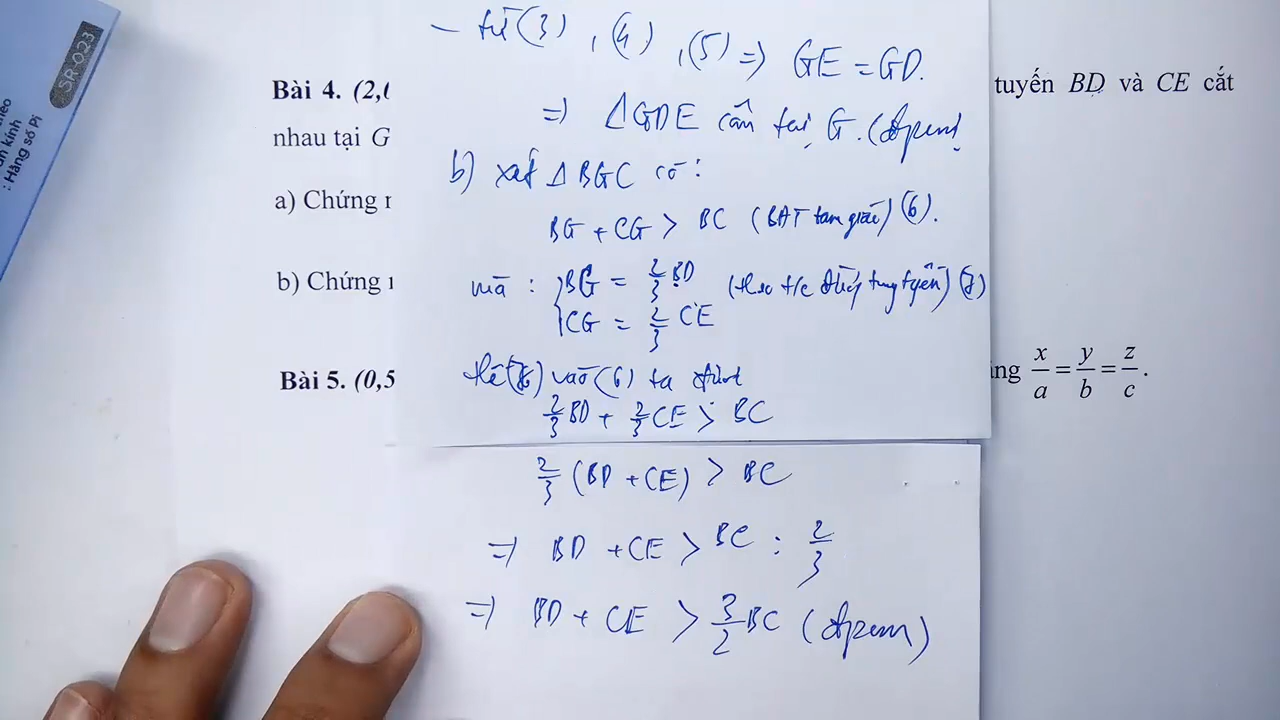 - từ (3), (4), (5) => GE = GD.
=> ΔGDE cân tại G. (đpcm)
b) xét ΔBGC có:
BG + CG > BC (BĐT tam giác) (6).
mà: BG = 2/3 BD (theo t/c đường trung tuyến) (7)
CG = 2/3 CE
thế (7) vào (6) ta được
2/3 BD + 2/3 CE > BC
2/3 (BD + CE) > BC
=> BD + CE > BC : 2/3
=> BD + CE > 3/2 BC (đpcm)
Bài 4. (2,
tuyến BD và CE cắt
nhau tại G
a) Chứng
b) Chứng
Bài 5. (0,5
x/a = y/b = z/c.
SR-023
kính
: Hằng số Pi